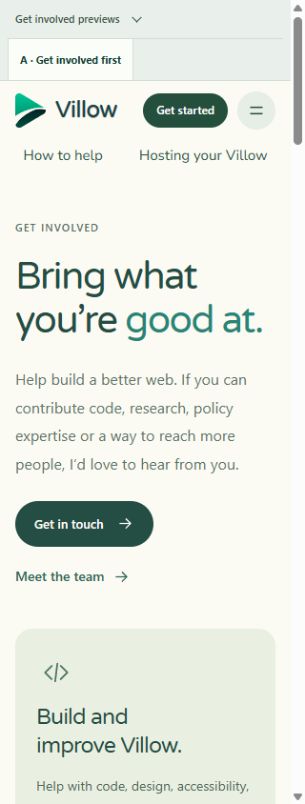 Get involved previews
A · Get involved first
Villow
Get started
How to help
Hosting your Villow
GET INVOLVED
Bring what
you’re good at.
Help build a better web. If you can
contribute code, research, policy
expertise or a way to reach more
people, I’d love to hear from you.
Get in touch
Meet the team
Build and
improve Villow.
Help with code, design, accessibility,